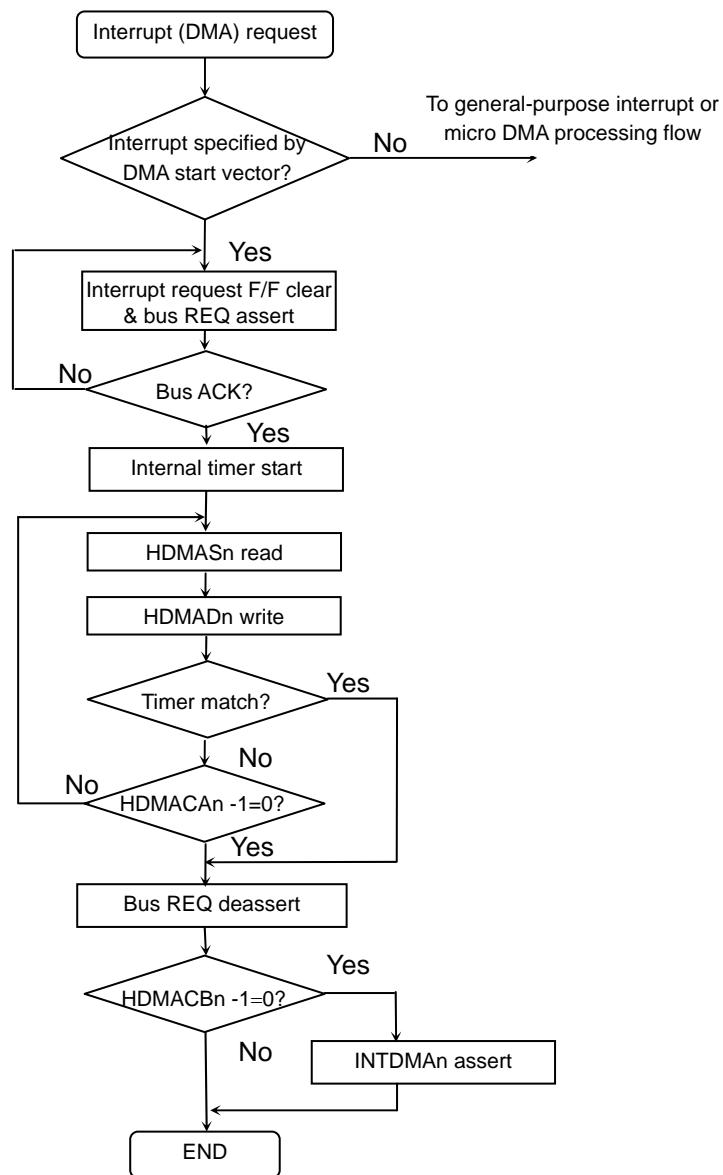 Interrupt (DMA) request
To general-purpose interrupt or
micro DMA processing flow
Interrupt specified by
DMA start vector?
No
Yes
Interrupt request F/F clear
& bus REQ assert
No
Bus ACK?
Yes
Internal timer start
HDMASn read
HDMADn write
Timer match?
Yes
No
No
HDMACAn -1=0?
Yes
Bus REQ deassert
Yes
HDMACBn -1=0?
No
INTDMAn assert
END